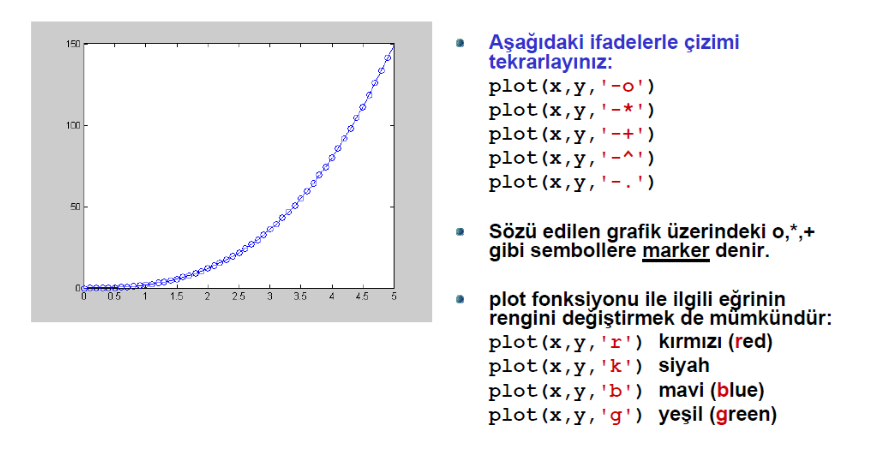 150
100
50
0
0 0.5 1 1.5 2 2.5 3 3.5 4 4.5 5
Aşağıdaki ifadelerle çizimi
tekrarlayınız:
plot(x,y,'-o')
plot(x,y,'-*')
plot(x,y,'-+')
plot(x,y,'-^')
plot(x,y,'-.')
Sözü edilen grafik üzerindeki o,*,+
gibi sembollere marker denir.
plot fonksiyonu ile ilgili eğrinin
rengini değiştirmek de mümkündür:
plot(x,y,'r') kırmızı (red)
plot(x,y,'k') siyah
plot(x,y,'b') mavi (blue)
plot(x,y,'g') yeşil (green)